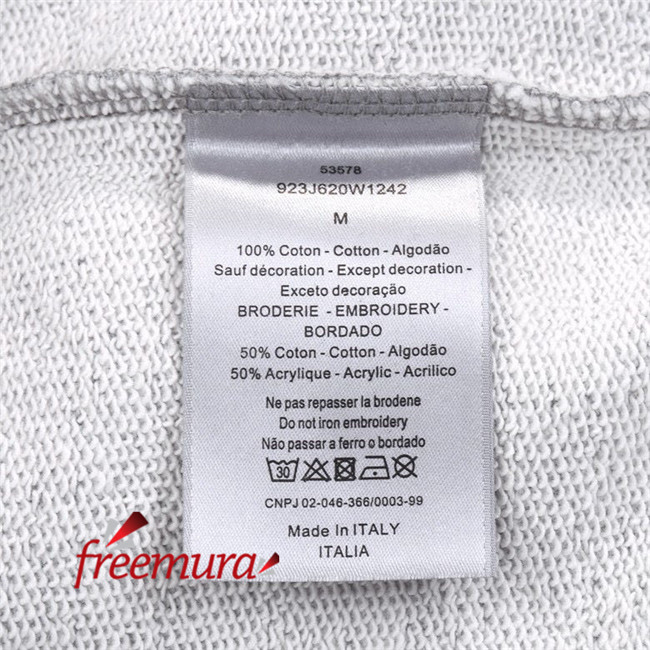 53578
923J620W1242
M
100% Coton - Cotton - Algodão
Sauf décoration - Except decoration -
Exceto decoração
BRODERIE - EMBROIDERY -
BORDADO
50% Coton - Cotton - Algodão
50% Acrylique - Acrylic - Acrilico
Ne pas repasser la brodene
Do not iron embroidery
Não passar a ferro o bordado
30
CNPJ 02-046-366/0003-99
Made In ITALY
ITALIA
freemura